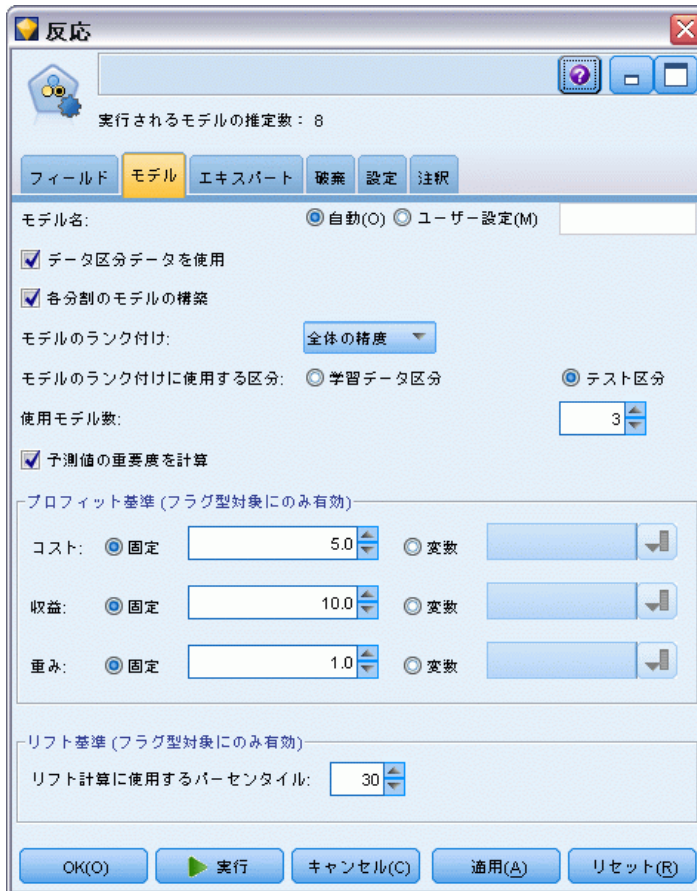 反応
実行されるモデルの推定数： 8
フィールド モデル エキスパート 破棄 設定 注釈
モデル名: 自動(O) ユーザー設定(M)
データ区分データを使用
各分割のモデルの構築
モデルのランク付け: 全体の精度
モデルのランク付けに使用する区分: 学習データ区分 テスト区分
使用モデル数: 3
予測値の重要度を計算
プロフィット基準 (フラグ型対象にのみ有効)
コスト: 固定 5.0 変数
収益: 固定 10.0 変数
重み: 固定 1.0 変数
リフト基準 (フラグ型対象にのみ有効)
リフト計算に使用するパーセンタイル: 30
OK(O) 実行 キャンセル(C) 適用(A) リセット(R)